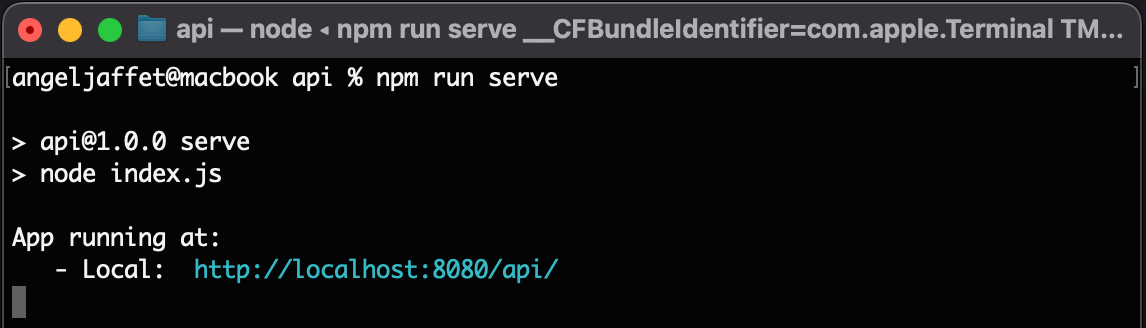 api — node ◂ npm run serve __CFBundleIdentifier=com.apple.Terminal TM...
[angeljaffet@macbook api % npm run serve ]
> api@1.0.0 serve
> node index.js
App running at:
- Local: http://localhost:8080/api/